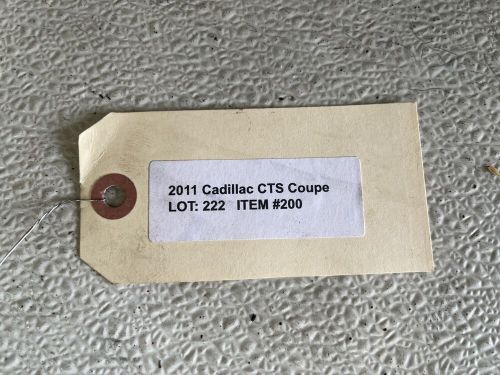 2011 Cadillac CTS Coupe
LOT: 222 ITEM #200